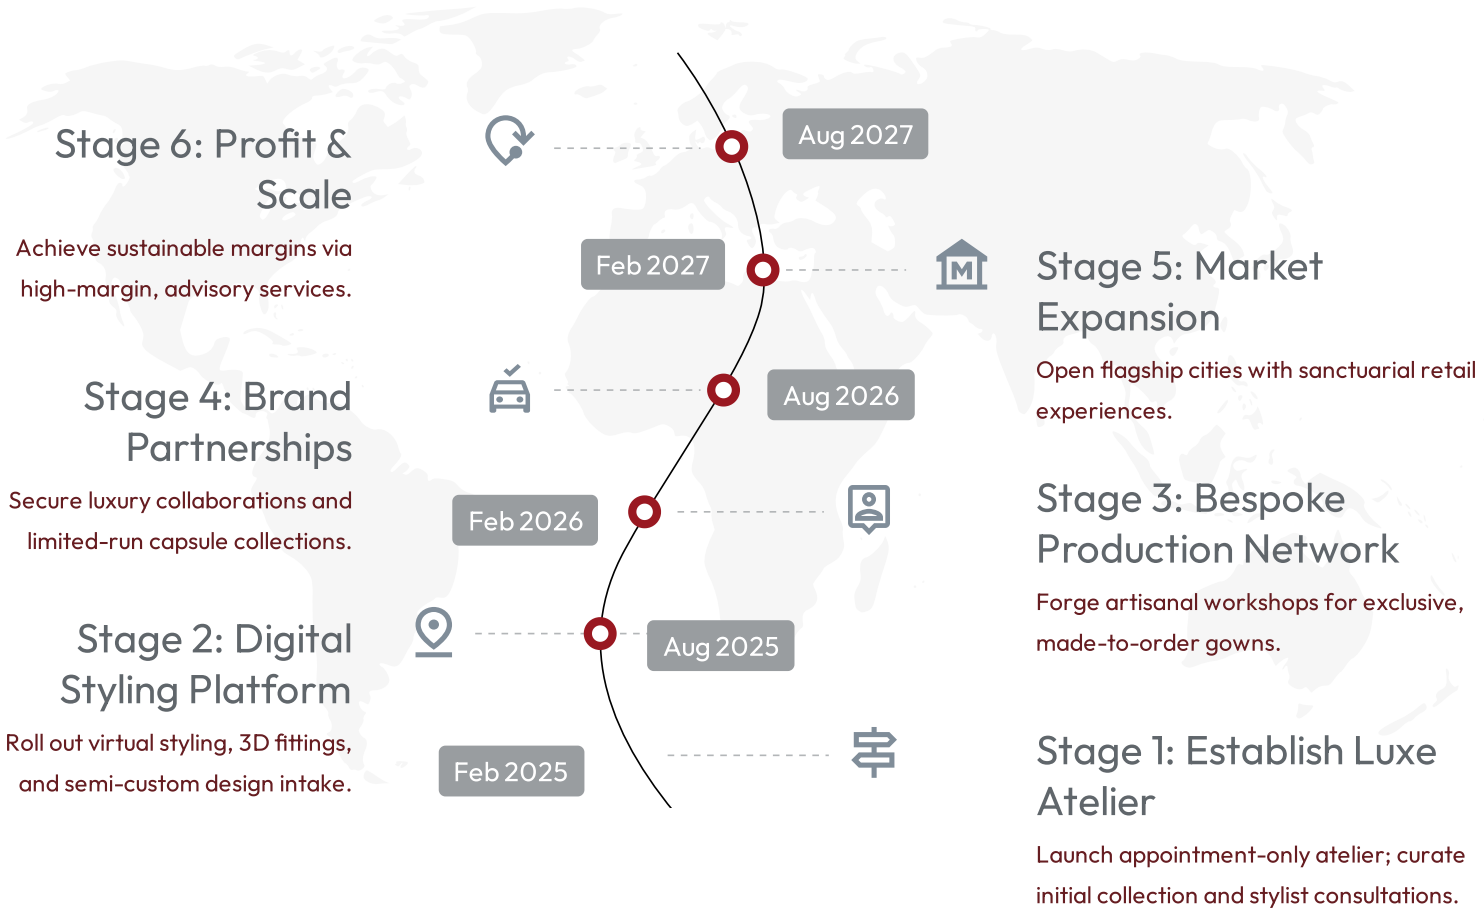 Stage 6: Profit &
Scale
Achieve sustainable margins via
high-margin, advisory services.
Aug 2027
Feb 2027
M
Stage 5: Market
Expansion
Open flagship cities with sanctuarial retail
experiences.
Stage 4: Brand
Partnerships
Secure luxury collaborations and
limited-run capsule collections.
Aug 2026
Feb 2026
Stage 3: Bespoke
Production Network
Forge artisanal workshops for exclusive,
made-to-order gowns.
Stage 2: Digital
Styling Platform
Roll out virtual styling, 3D fittings,
and semi-custom design intake.
Aug 2025
Feb 2025
Stage 1: Establish Luxe
Atelier
Launch appointment-only atelier; curate
initial collection and stylist consultations.